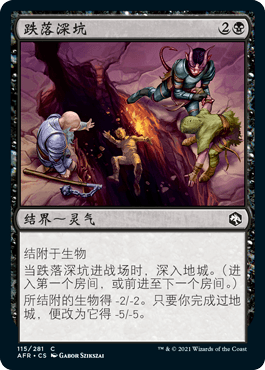 跌落深坑 2
结界～灵气
结附于生物
当跌落深坑进战场时，深入地城。（进
入第一个房间，或前进至下一个房间。）
所结附的生物得 -2/-2。只要你完成过地
城，便改为它得 -5/-5。
115/281 C
AFR • CS GABOR SZIKSZAI
™ & © 2021 Wizards of the Coast